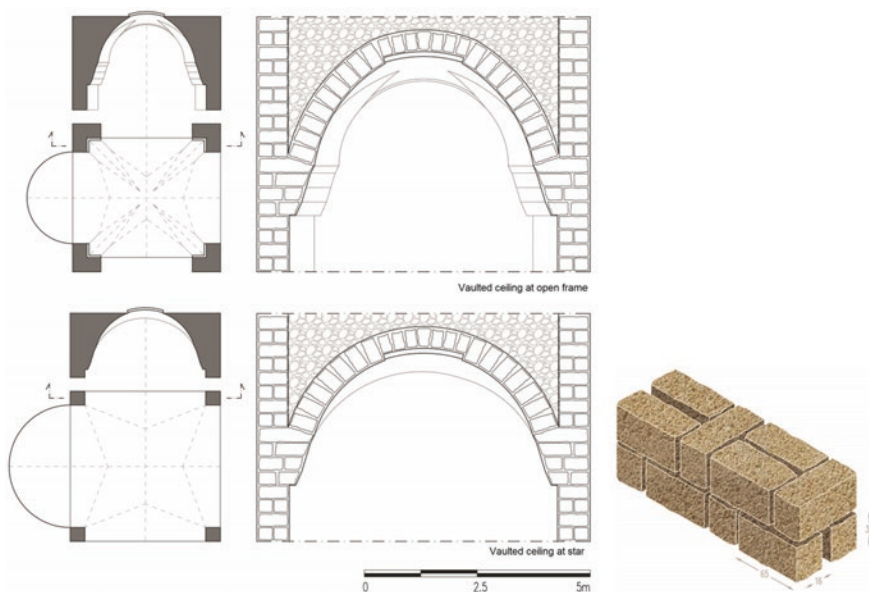 Vaulted ceiling at open frame
Vaulted ceiling at star
0 2.5 5m
65 18